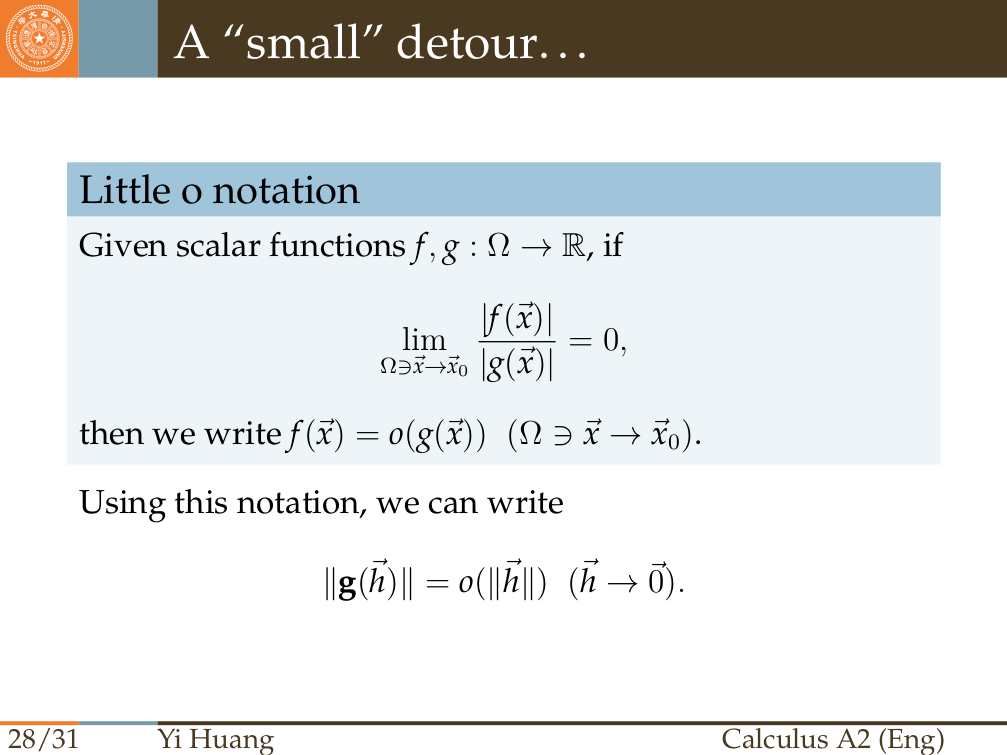 A “small” detour. . .
Little o notation
Given scalar functions f, g : Ω → ℝ, if
lim_{Ω∋x⃗→x⃗₀} |f(x⃗)| / |g(x⃗)| = 0,
then we write f(x⃗) = o(g(x⃗)) (Ω ∋ x⃗ → x⃗₀).
Using this notation, we can write
‖𝐠(h⃗)‖ = o(‖h⃗‖) (h⃗ → 0⃗).
28/31 Yi Huang Calculus A2 (Eng)